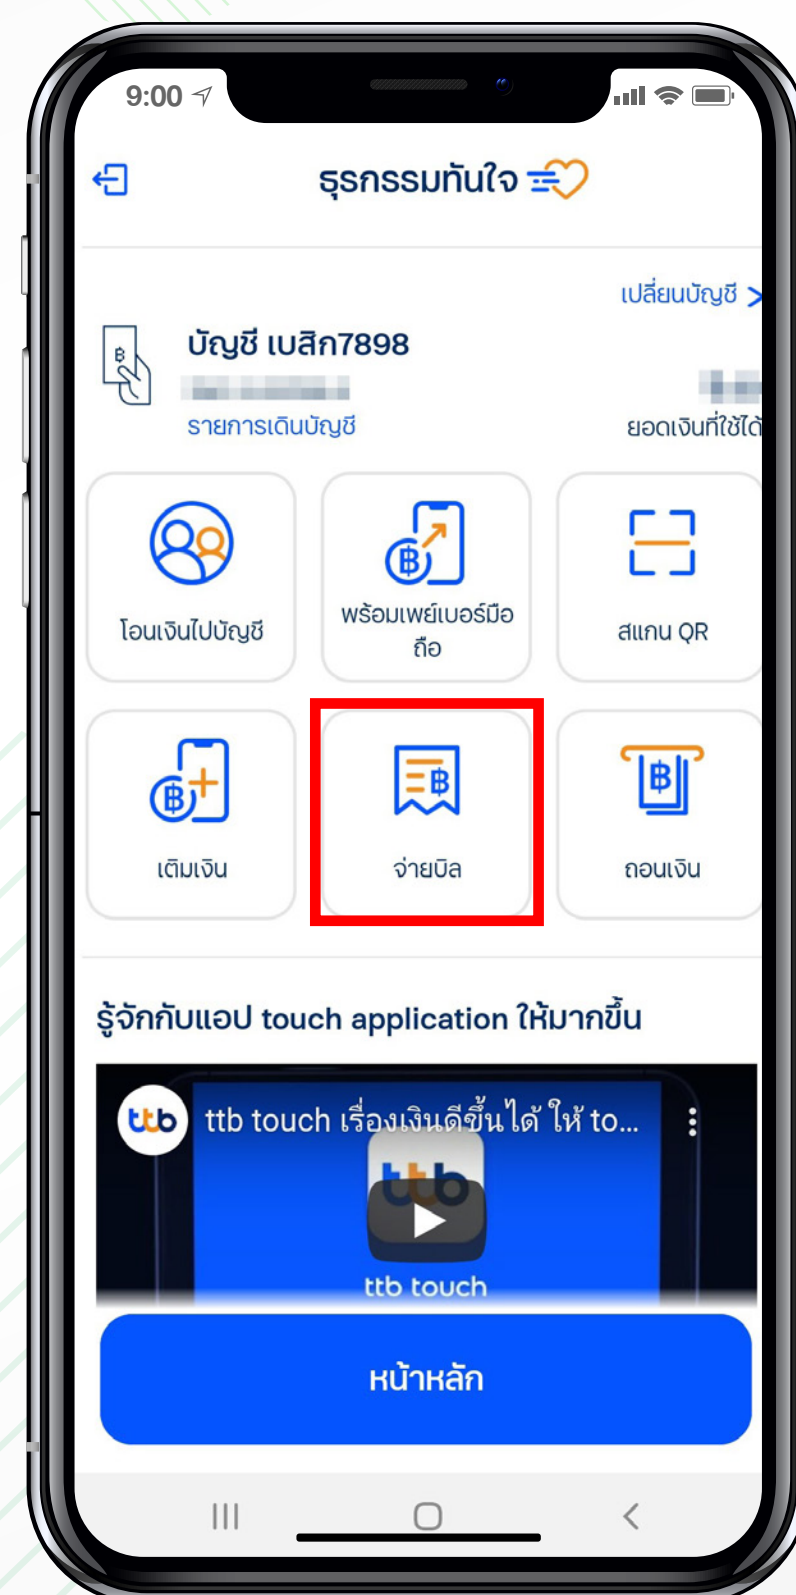 9:00
ธุรกรรมทันใจ
เปลี่ยนบัญชี >
บัญชี เบสิก7898
รายการเดินบัญชี
ยอดเงินที่ใช้ได้
โอนเงินไปบัญชี
พร้อมเพย์เบอร์มือ
ถือ
สแกน QR
เติมเงิน
จ่ายบิล
ถอนเงิน
รู้จักกับแอป touch application ให้มากขึ้น
ttb
ttb touch เรื่องเงินดีขึ้นได้ ให้ to...
ttb
ttb touch
หน้าหลัก